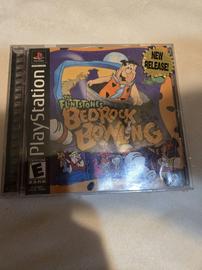 NEW
RELEASE!
PlayStation
THE
FLINTSTONES
BEDROCK
BOWLING
E